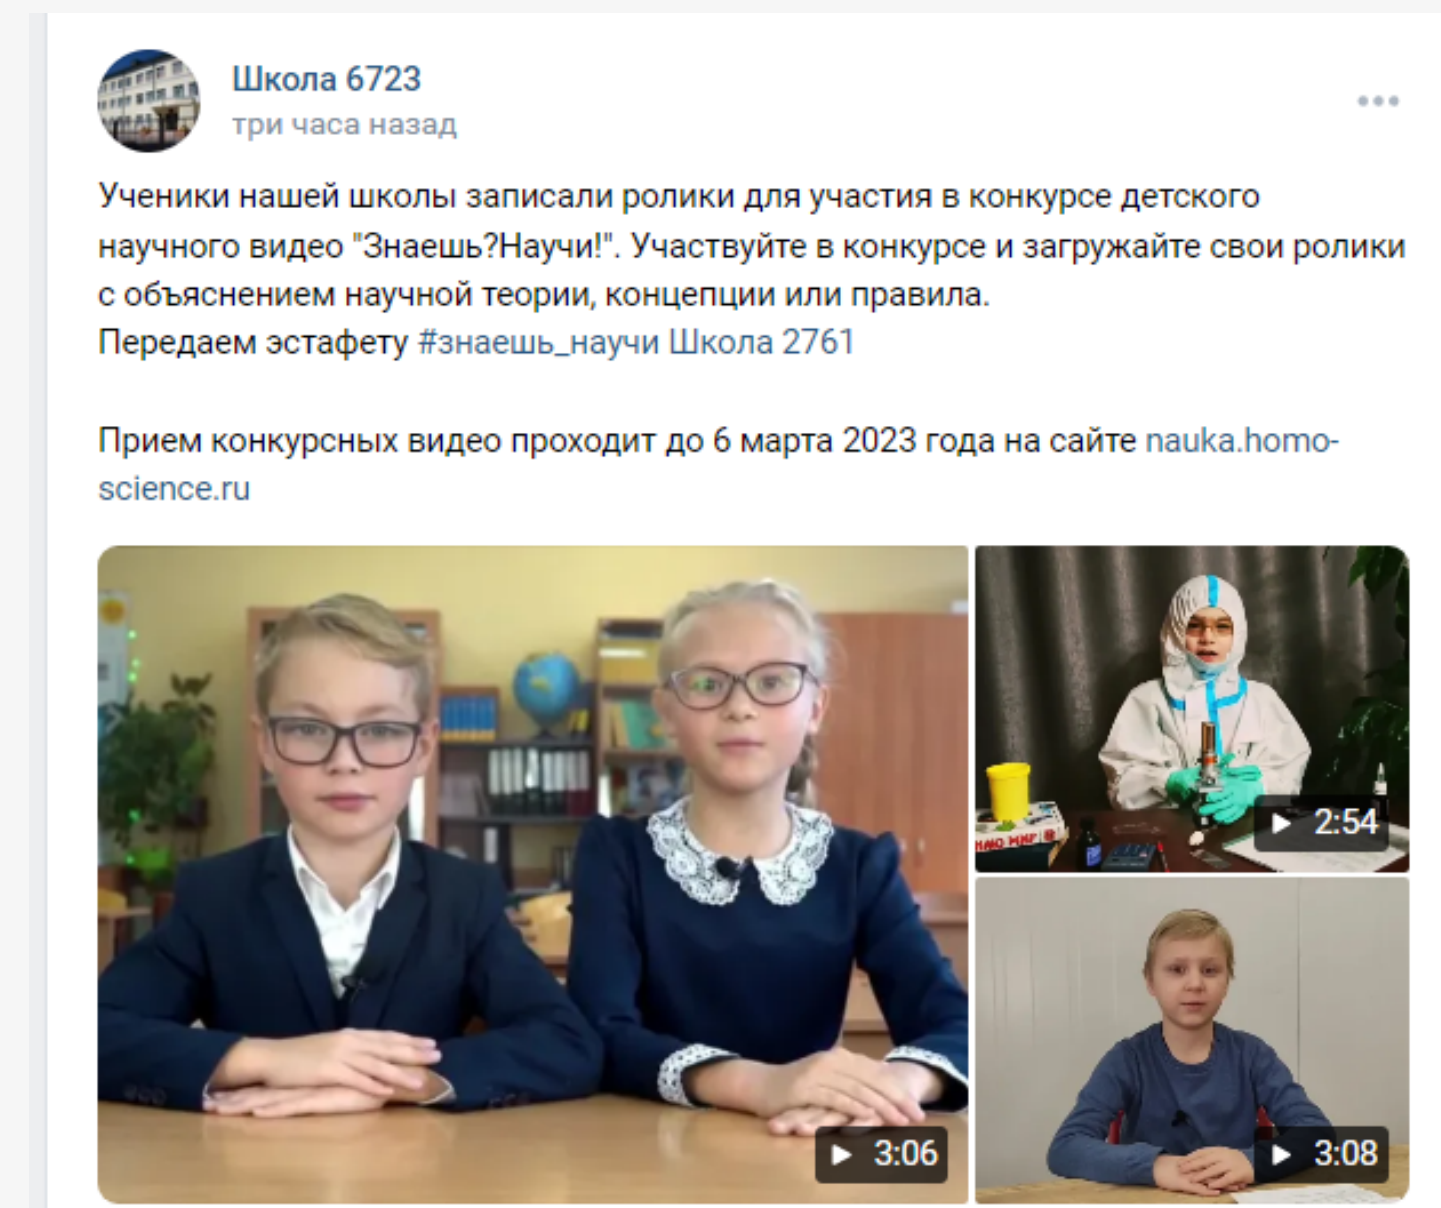 Школа 6723
три часа назад
Ученики нашей школы записали ролики для участия в конкурсе детского
научного видео "Знаешь?Научи!". Участвуйте в конкурсе и загружайте свои ролики
с объяснением научной теории, концепции или правила.
Передаем эстафету #знаешь_научи Школа 2761
Прием конкурсных видео проходит до 6 марта 2023 года на сайте nauka.homo-
science.ru
МИР
2:54
3:06
3:08